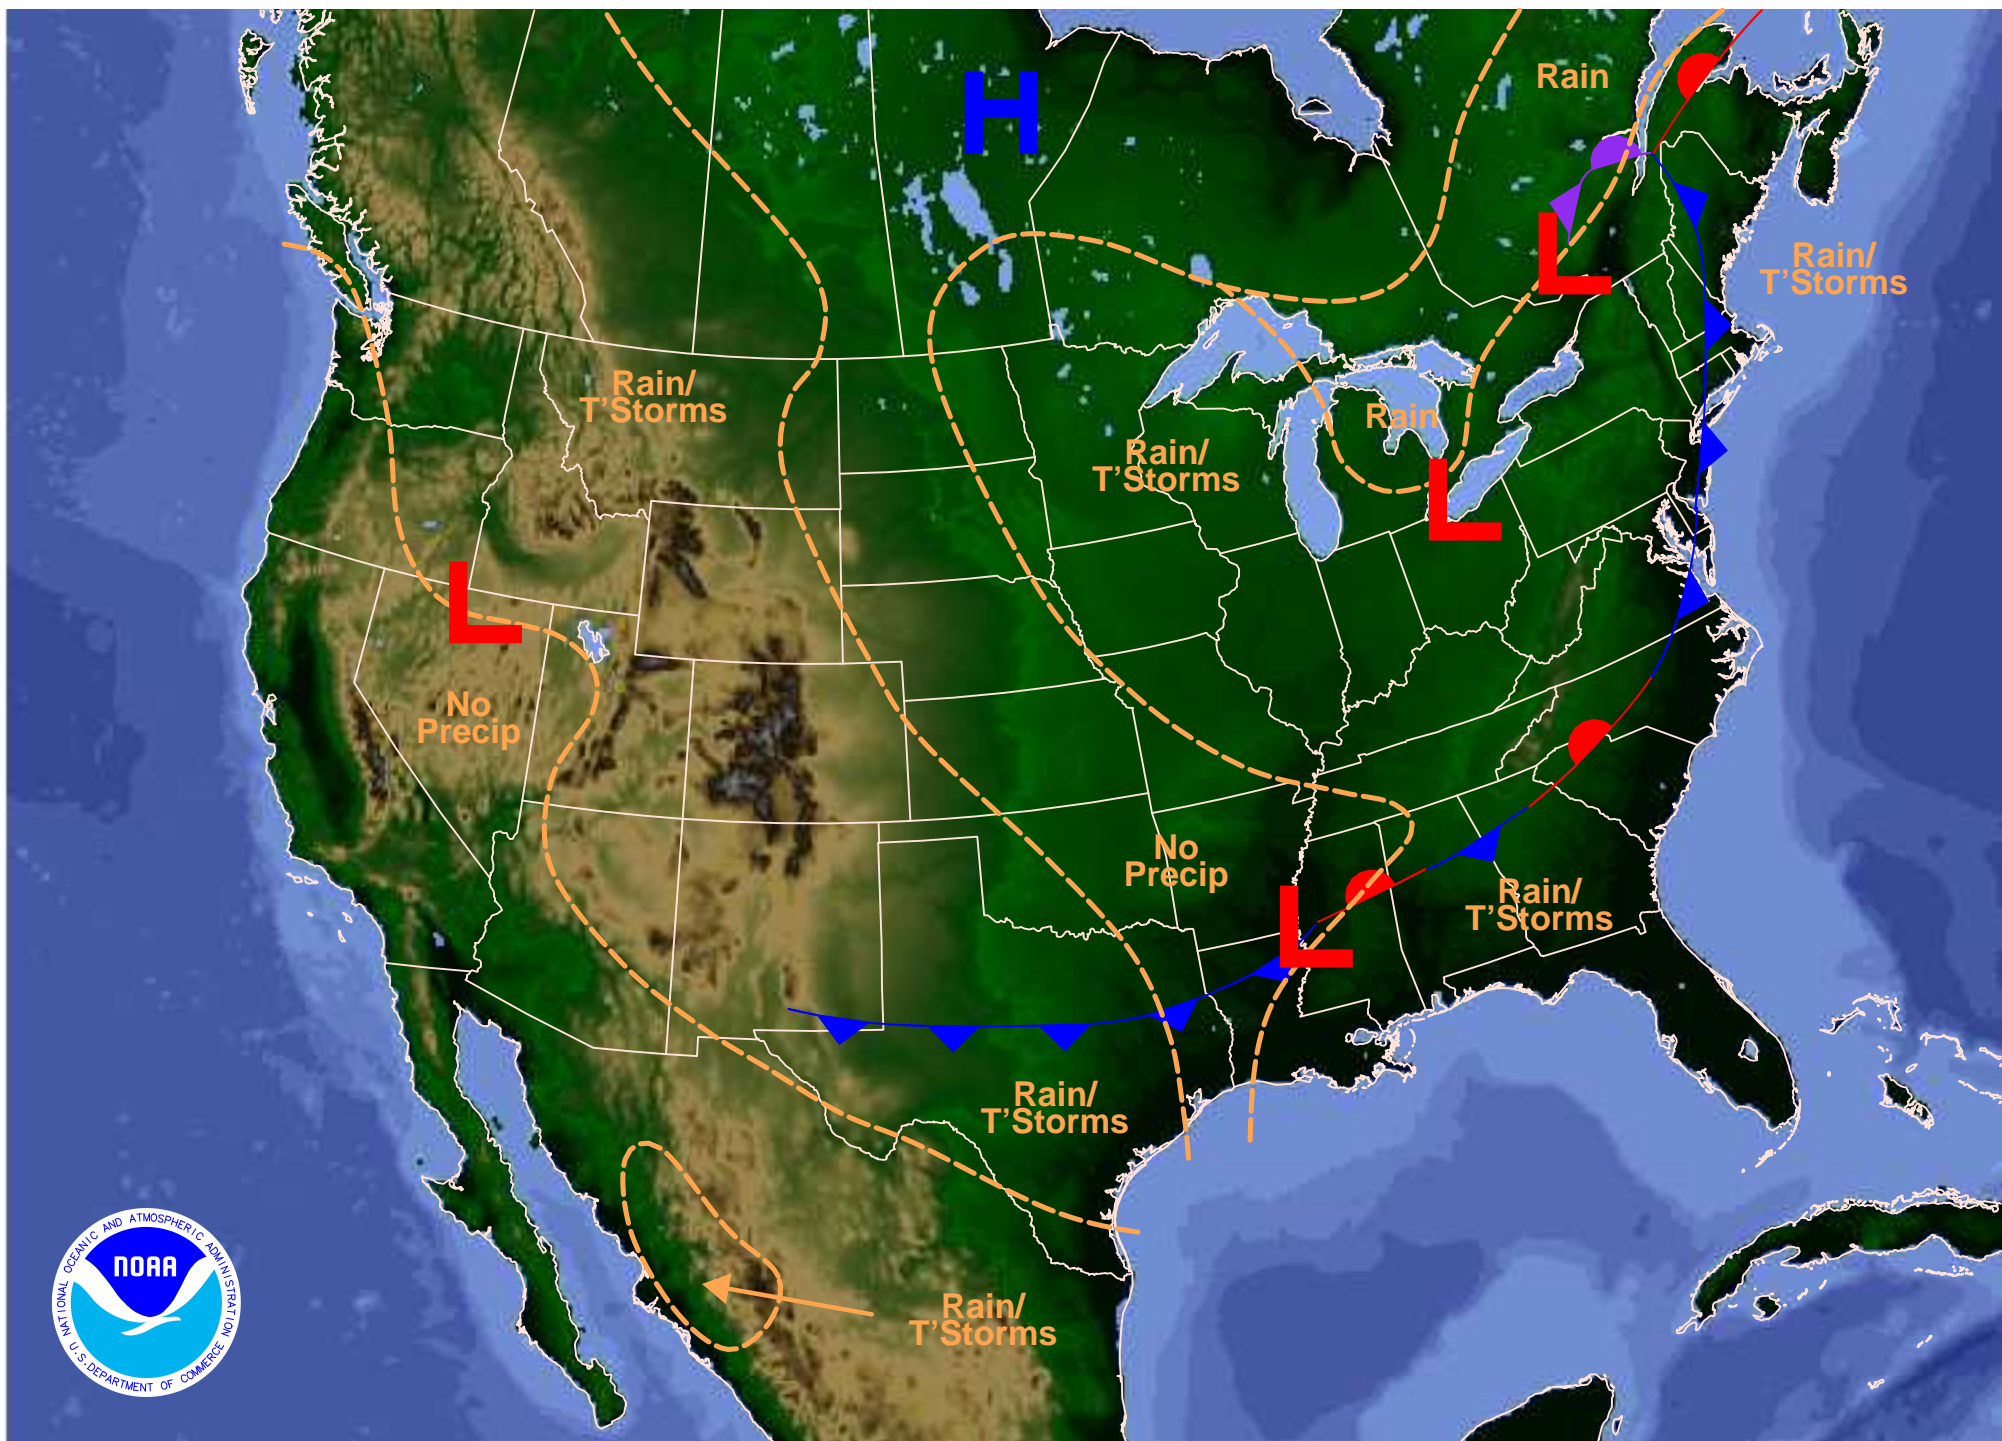 H
Rain
Rain/
T'Storms
L
Rain/
T'Storms
Rain
Rain/
T'Storms
L
L
No
Precip
No
Precip
Rain/
T'Storms
L
Rain/
T'Storms
Rain/
T'Storms
NATIONAL OCEANIC AND ATMOSPHERIC ADMINISTRATION
NOAA
U.S. DEPARTMENT OF COMMERCE